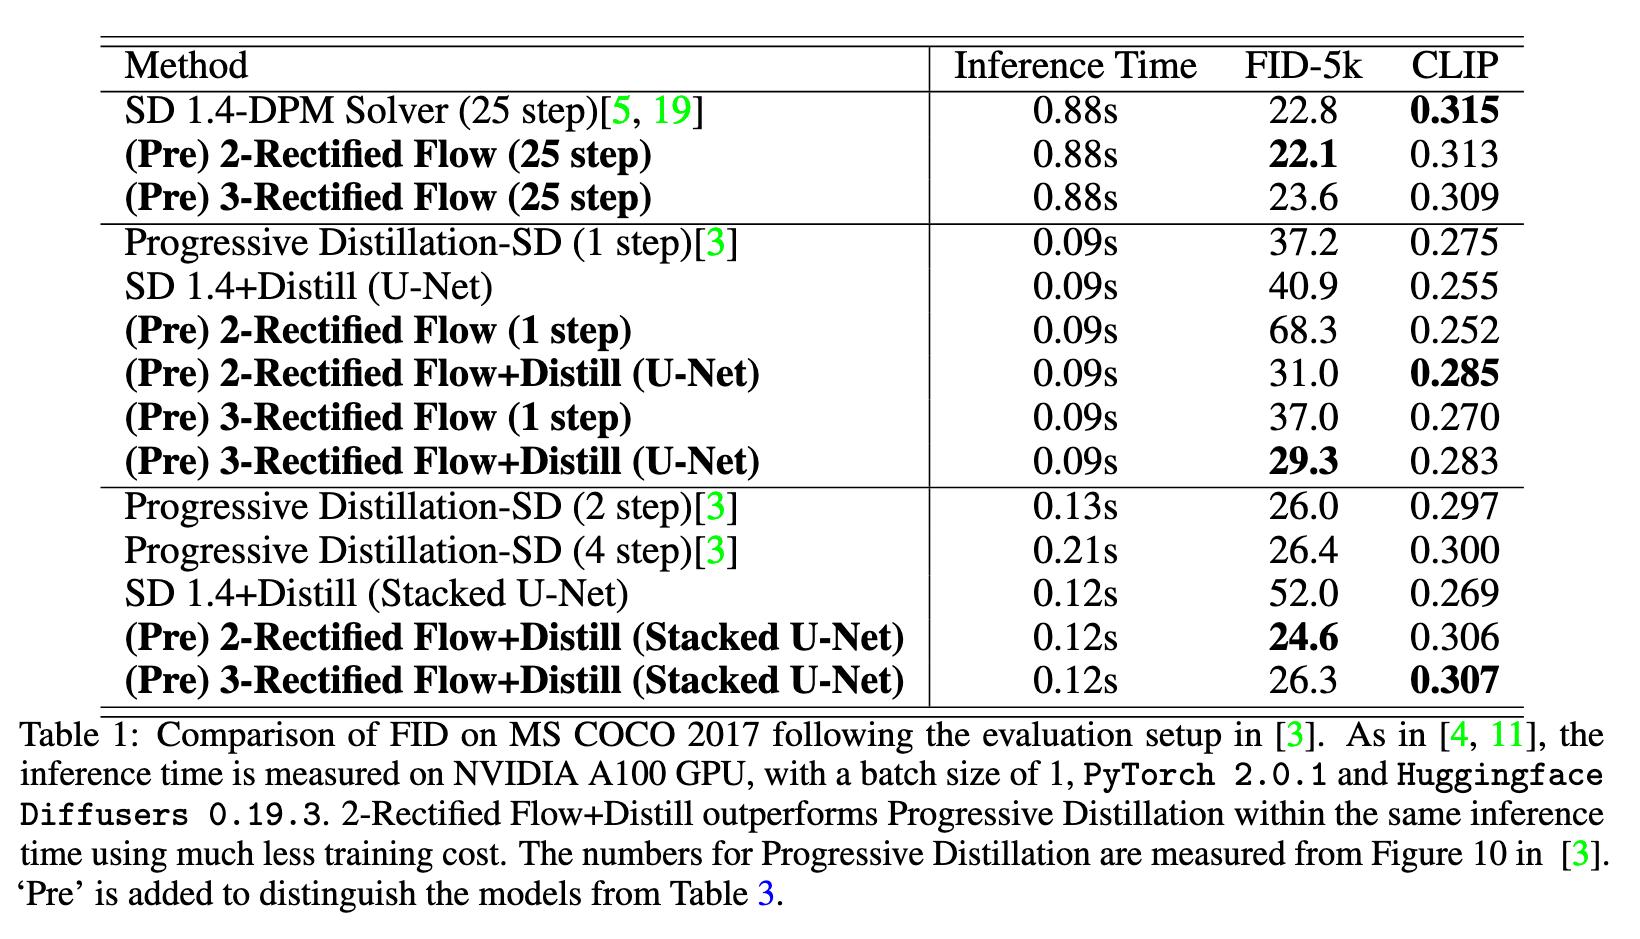 Method Inference Time FID-5k CLIP
SD 1.4-DPM Solver (25 step)[5, 19] 0.88s 22.8 0.315
(Pre) 2-Rectified Flow (25 step) 0.88s 22.1 0.313
(Pre) 3-Rectified Flow (25 step) 0.88s 23.6 0.309
Progressive Distillation-SD (1 step)[3] 0.09s 37.2 0.275
SD 1.4+Distill (U-Net) 0.09s 40.9 0.255
(Pre) 2-Rectified Flow (1 step) 0.09s 68.3 0.252
(Pre) 2-Rectified Flow+Distill (U-Net) 0.09s 31.0 0.285
(Pre) 3-Rectified Flow (1 step) 0.09s 37.0 0.270
(Pre) 3-Rectified Flow+Distill (U-Net) 0.09s 29.3 0.283
Progressive Distillation-SD (2 step)[3] 0.13s 26.0 0.297
Progressive Distillation-SD (4 step)[3] 0.21s 26.4 0.300
SD 1.4+Distill (Stacked U-Net) 0.12s 52.0 0.269
(Pre) 2-Rectified Flow+Distill (Stacked U-Net) 0.12s 24.6 0.306
(Pre) 3-Rectified Flow+Distill (Stacked U-Net) 0.12s 26.3 0.307
Table 1: Comparison of FID on MS COCO 2017 following the evaluation setup in [3]. As in [4, 11], the
inference time is measured on NVIDIA A100 GPU, with a batch size of 1, PyTorch 2.0.1 and Huggingface
Diffusers 0.19.3. 2-Rectified Flow+Distill outperforms Progressive Distillation within the same inference
time using much less training cost. The numbers for Progressive Distillation are measured from Figure 10 in [3].
‘Pre’ is added to distinguish the models from Table 3.